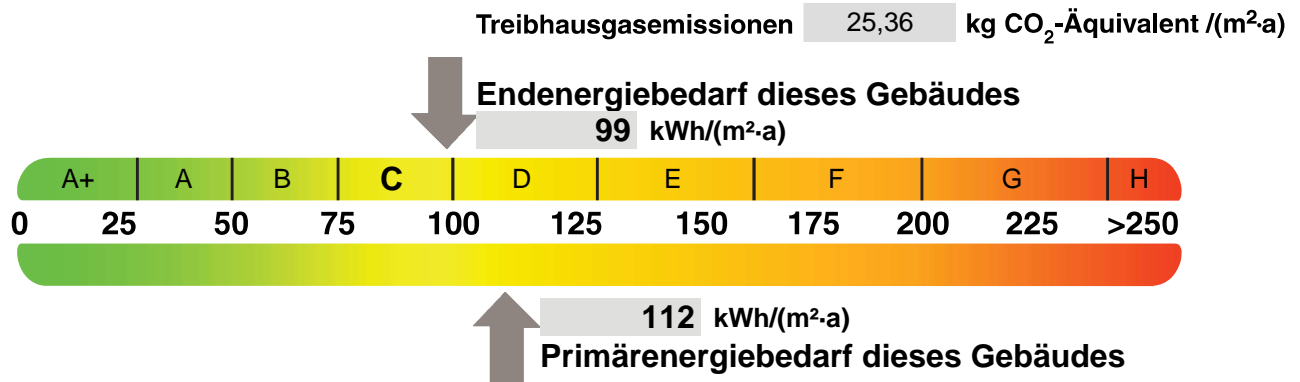 Treibhausgasemissionen 25,36 kg CO₂-Äquivalent /(m²·a)
Endenergiebedarf dieses Gebäudes
99 kWh/(m²·a)
A+ A B C D E F G H
0 25 50 75 100 125 150 175 200 225 >250
112 kWh/(m²·a)
Primärenergiebedarf dieses Gebäudes